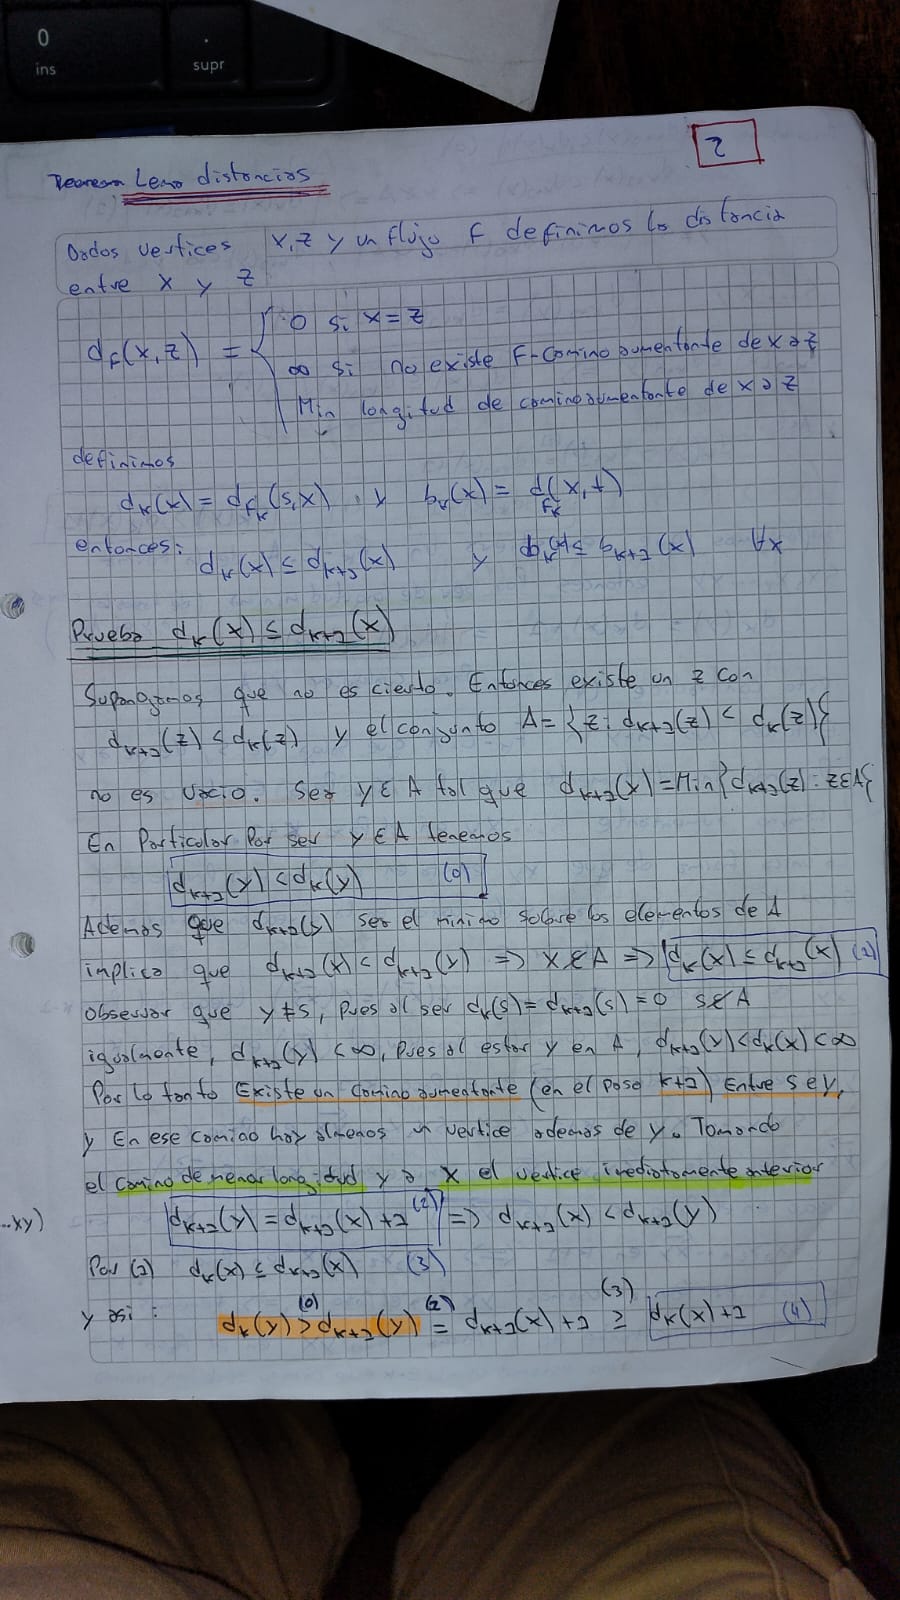 0
ins
.
supr
2
Teorema Lema distancias
Dados vertices x, z y un flujo F definimos la distancia
entre x y z
d_F(x,z) = { 0 si x = z
∞ si no existe F-camino aumentante de x a z
Min longitud de camino aumentante de x a z
definimos
d_k(x) = d_{F_k}(s,x) y b_k(x) = d_{F_k}(x,t)
entonces:
d_k(x) ≤ d_{k+1}(x) y b_k(x) ≤ b_{k+1}(x) ∀x
Prueba d_k(x) ≤ d_{k+1}(x)
Supongamos que no es cierto. Entonces existe un z con
d_{k+1}(z) < d_k(z) y el conjunto A = {z: d_{k+1}(z) < d_k(z)}
no es vacio. Sea y ∈ A tal que d_{k+1}(y) = Min{d_{k+1}(z): z ∈ A}
En Particular Por ser y ∈ A tenemos
d_{k+1}(y) < d_k(y) (0)
Ademas que d_{k+1}(y) sea el minimo sobre los elementos de A
implica que d_{k+1}(x) < d_{k+1}(y) => x ∉ A => d_k(x) ≤ d_{k+1}(x) (1)
Observar que y ≠ s, pues al ser d_k(s) = d_{k+1}(s) = 0 s ∉ A
igualmente, d_{k+1}(y) < ∞, pues al estar y en A, d_{k+1}(y) < d_k(y) < ∞
Por lo tanto Existe un camino aumentante (en el paso k+1) Entre s e y,
y En ese camino hay almenos un vertice ademas de y. Tomando
el camino de menor longitud y a x el vertice inmediatamente anterior
..xy)
d_{k+1}(y) = d_{k+1}(x) + 1 (2) => d_{k+1}(x) < d_{k+1}(y)
Por (1) d_k(x) ≤ d_{k+1}(x) (3)
y asi: d_k(y) >^{(0)} d_{k+1}(y) =^{(2)} d_{k+1}(x) + 1 ≥^{(3)} d_k(x) + 1 (4)